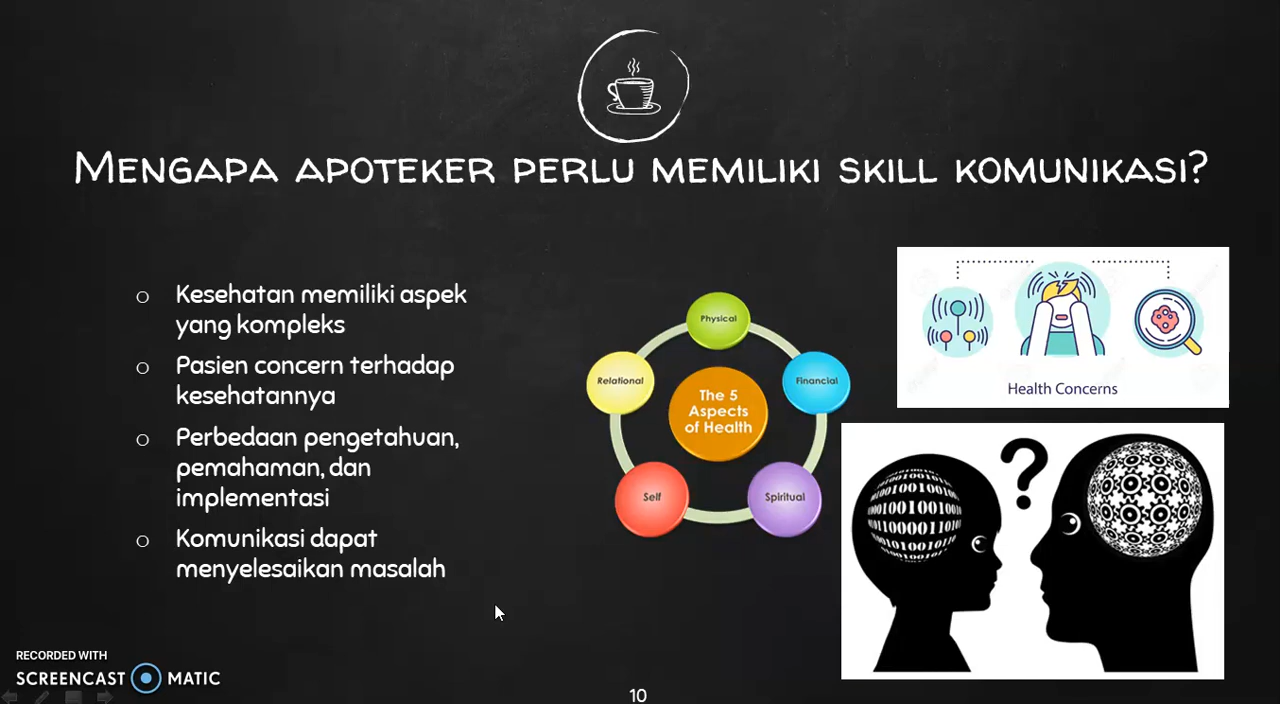 MENGAPA APOTEKER PERLU MEMILIKI SKILL KOMUNIKASI?
o Kesehatan memiliki aspek
yang kompleks
o Pasien concern terhadap
kesehatannya
o Perbedaan pengetahuan,
pemahaman, dan
implementasi
o Komunikasi dapat
menyelesaikan masalah
Physical
Relational
Financial
The 5
Aspects
of Health
Self
Spiritual
Health Concerns
?
RECORDED WITH
SCREENCAST MATIC
10